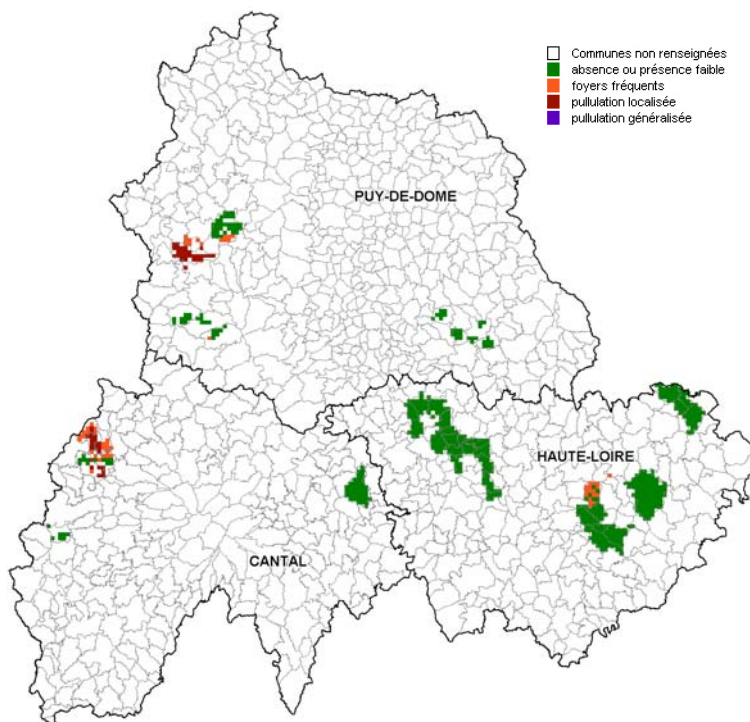 Communes non renseignées
absence ou présence faible
foyers fréquents
pullulation localisée
pullulation généralisée
PUY-DE-DOME
HAUTE-LOIRE
CANTAL